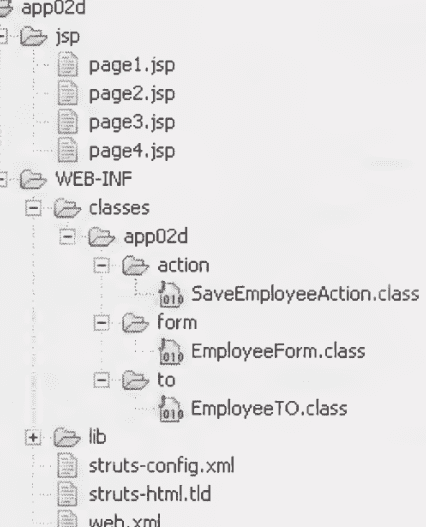 app02d
jsp
page1.jsp
page2.jsp
page3.jsp
page4.jsp
WEB-INF
classes
app02d
action
SaveEmployeeAction.class
form
EmployeeForm.class
to
EmployeeTO.class
lib
struts-config.xml
struts-html.tld
web.xml